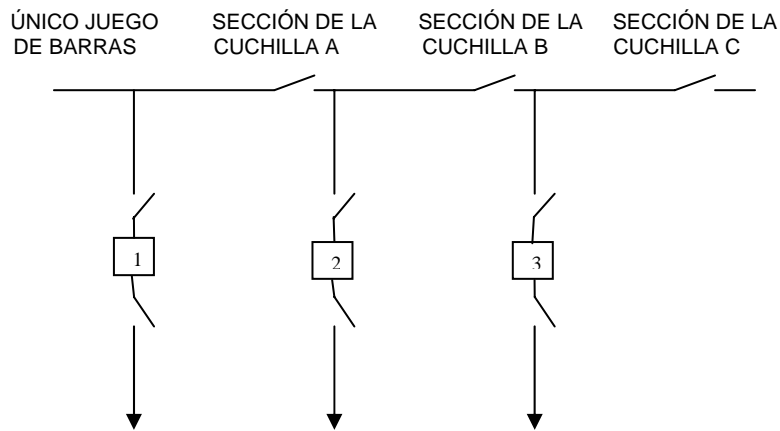 ÚNICO JUEGO
DE BARRAS
SECCIÓN DE LA
CUCHILLA A
SECCIÓN DE LA
CUCHILLA B
SECCIÓN DE LA
CUCHILLA C
1
2
3